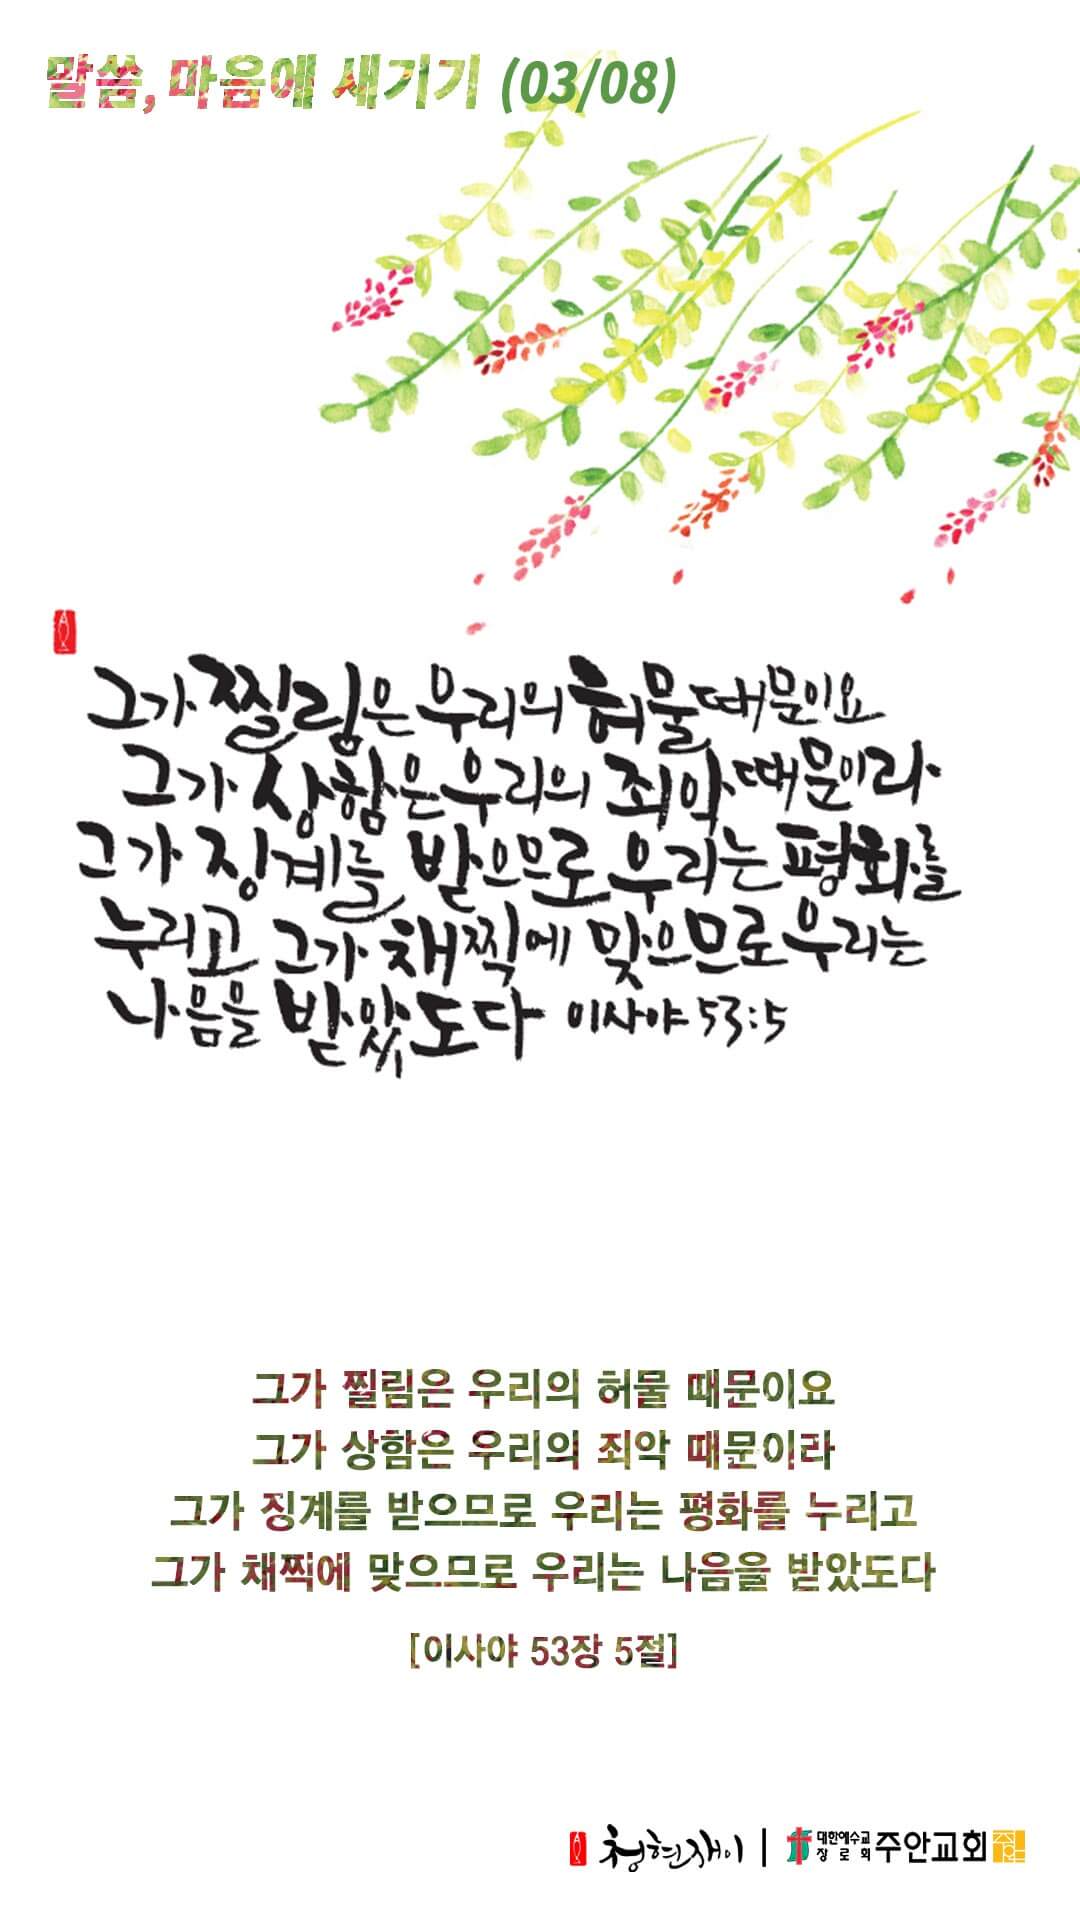 말씀, 마음에 새기기 (03/08)
그가 찔림은 우리의 허물 때문이요
그가 상함은 우리의 죄악 때문이라
그가 징계를 받으므로 우리는 평화를
누리고 그가 채찍에 맞으므로 우리는
나음을 받았도다 이사야 53:5
그가 찔림은 우리의 허물 때문이요
그가 상함은 우리의 죄악 때문이라
그가 징계를 받으므로 우리는 평화를 누리고
그가 채찍에 맞으므로 우리는 나음을 받았도다
[이사야 53장 5절]
청현재이 | 대한예수교 장로회 주안교회